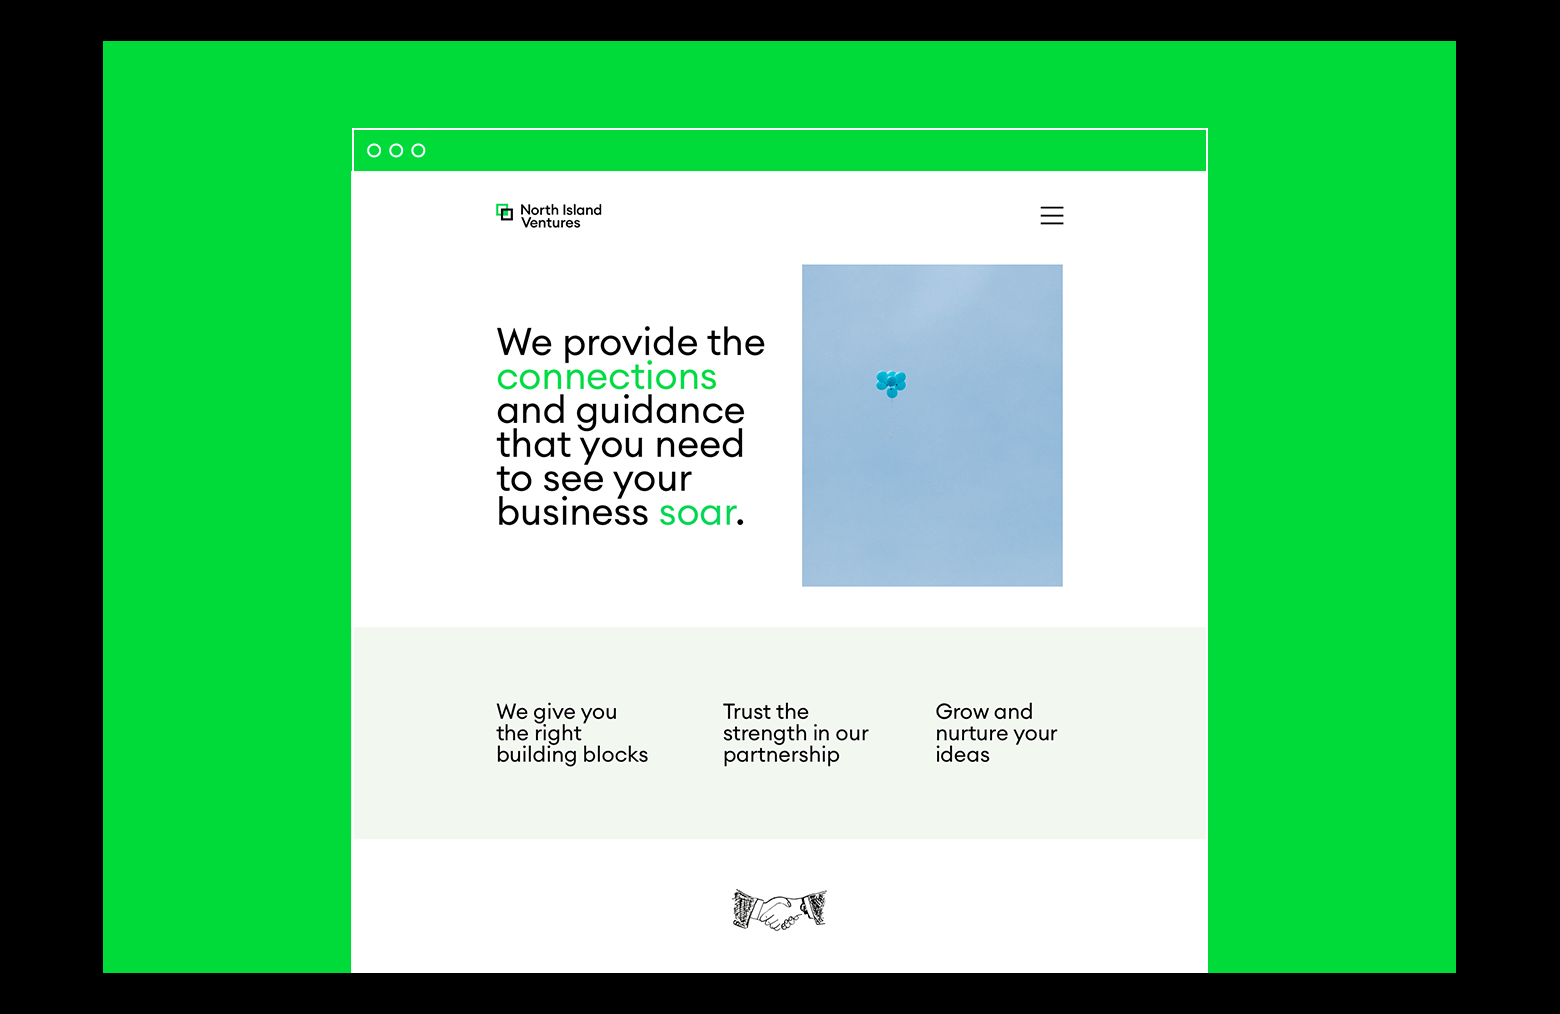 North Island
Ventures
We provide the
connections
and guidance
that you need
to see your
business soar.
We give you
the right
building blocks
Trust the
strength in our
partnership
Grow and
nurture your
ideas